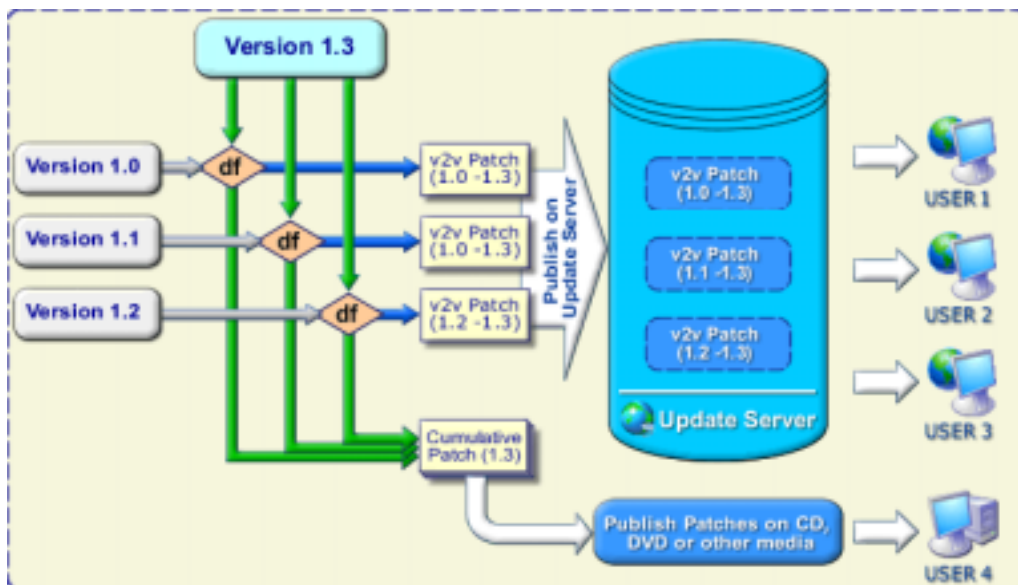 Version 1.3
Version 1.0
df
v2v Patch
(1.0 -1.3)
Version 1.1
df
v2v Patch
(1.0 -1.3)
Version 1.2
df
v2v Patch
(1.2 -1.3)
Cumulative
Patch (1.3)
Publish on
Update Server
v2v Patch
(1.0 -1.3)
v2v Patch
(1.1 -1.3)
v2v Patch
(1.2 -1.3)
Update Server
Publish Patches on CD,
DVD or other media
USER 1
USER 2
USER 3
USER 4